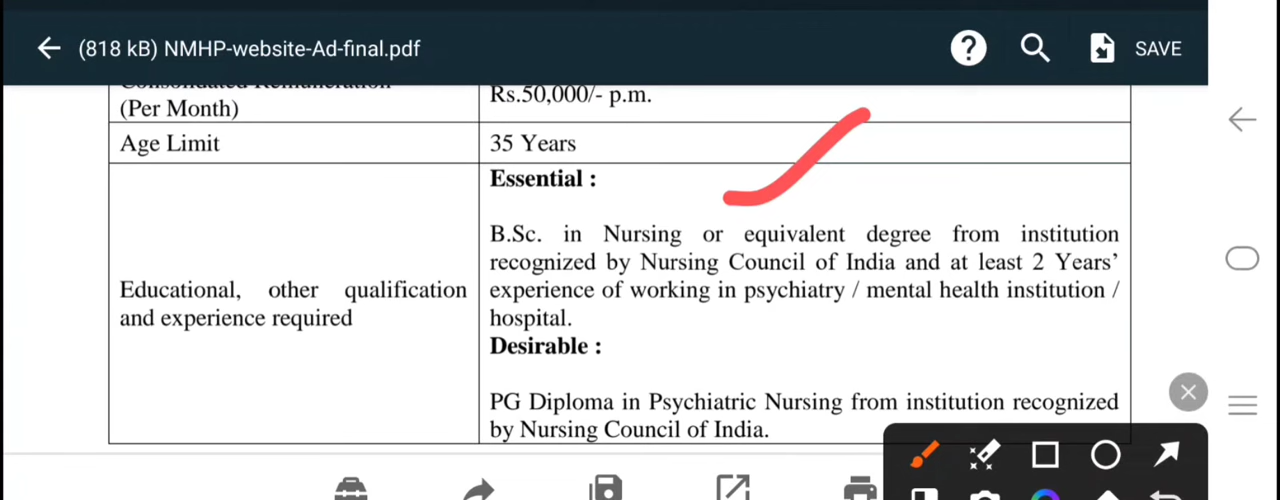 (818 kB) NMHP-website-Ad-final.pdf
SAVE
Consolidated Remuneration
(Per Month)
Rs.50,000/- p.m.
Age Limit
35 Years
Educational, other qualification
and experience required
Essential :
B.Sc. in Nursing or equivalent degree from institution
recognized by Nursing Council of India and at least 2 Years’
experience of working in psychiatry / mental health institution /
hospital.
Desirable :
PG Diploma in Psychiatric Nursing from institution recognized
by Nursing Council of India.